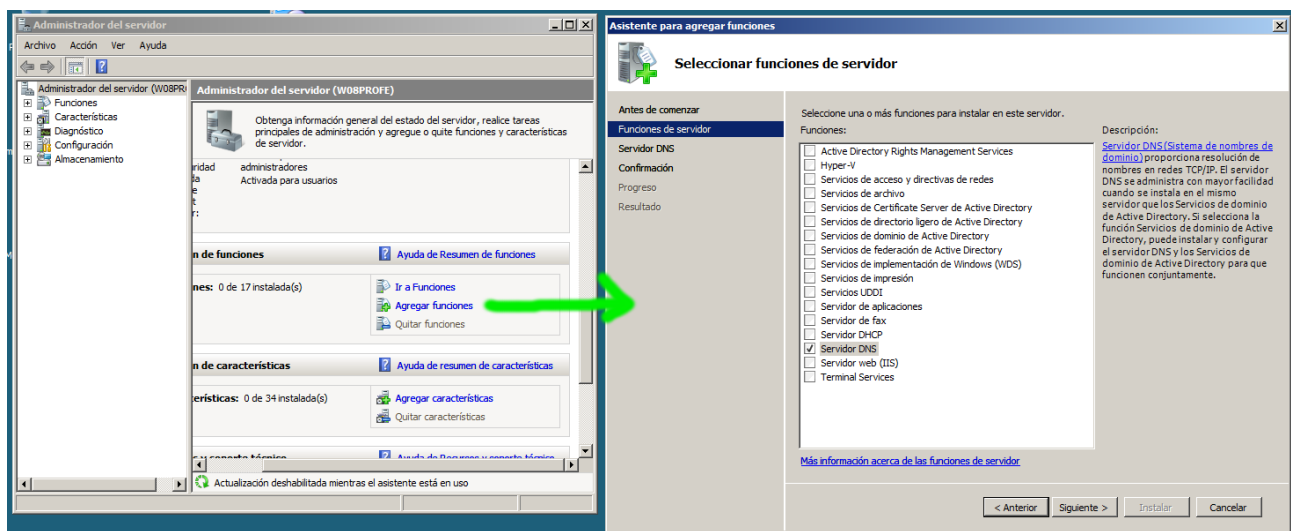 Administrador del servidor
Archivo Acción Ver Ayuda
Administrador del servidor (W08PR
Funciones
Características
Diagnóstico
Configuración
Almacenamiento
Administrador del servidor (W08PROFE)
Obtenga información general del estado del servidor, realice tareas
principales de administración y agregue o quite funciones y características
de servidor.
ridad administradores
Activada para usuarios
n de funciones
Ayuda de Resumen de funciones
nes: 0 de 17 instalada(s)
Ir a Funciones
Agregar funciones
Quitar funciones
n de características
Ayuda de resumen de características
erísticas: 0 de 34 instalada(s)
Agregar características
Quitar características
Actualización deshabilitada mientras el asistente está en uso
Asistente para agregar funciones
Seleccionar funciones de servidor
Antes de comenzar
Funciones de servidor
Servidor DNS
Confirmación
Progreso
Resultado
Seleccione una o más funciones para instalar en este servidor.
Funciones:
Active Directory Rights Management Services
Hyper-V
Servicios de acceso y directivas de redes
Servicios de archivo
Servicios de Certificate Server de Active Directory
Servicios de directorio ligero de Active Directory
Servicios de dominio de Active Directory
Servicios de federación de Active Directory
Servicios de implementación de Windows (WDS)
Servicios de impresión
Servicios UDDI
Servidor de aplicaciones
Servidor de fax
Servidor DHCP
Servidor DNS
Servidor web (IIS)
Terminal Services
Descripción:
Servidor DNS (Sistema de nombres de
dominio) proporciona resolución de
nombres en redes TCP/IP. El servidor
DNS se administra con mayor facilidad
cuando se instala en el mismo
servidor que los Servicios de dominio
de Active Directory. Si selecciona la
función Servicios de dominio de Active
Directory, puede instalar y configurar
el servidor DNS y los Servicios de
dominio de Active Directory para que
funcionen conjuntamente.
Más información acerca de las funciones de servidor
< Anterior
Siguiente >
Instalar
Cancelar